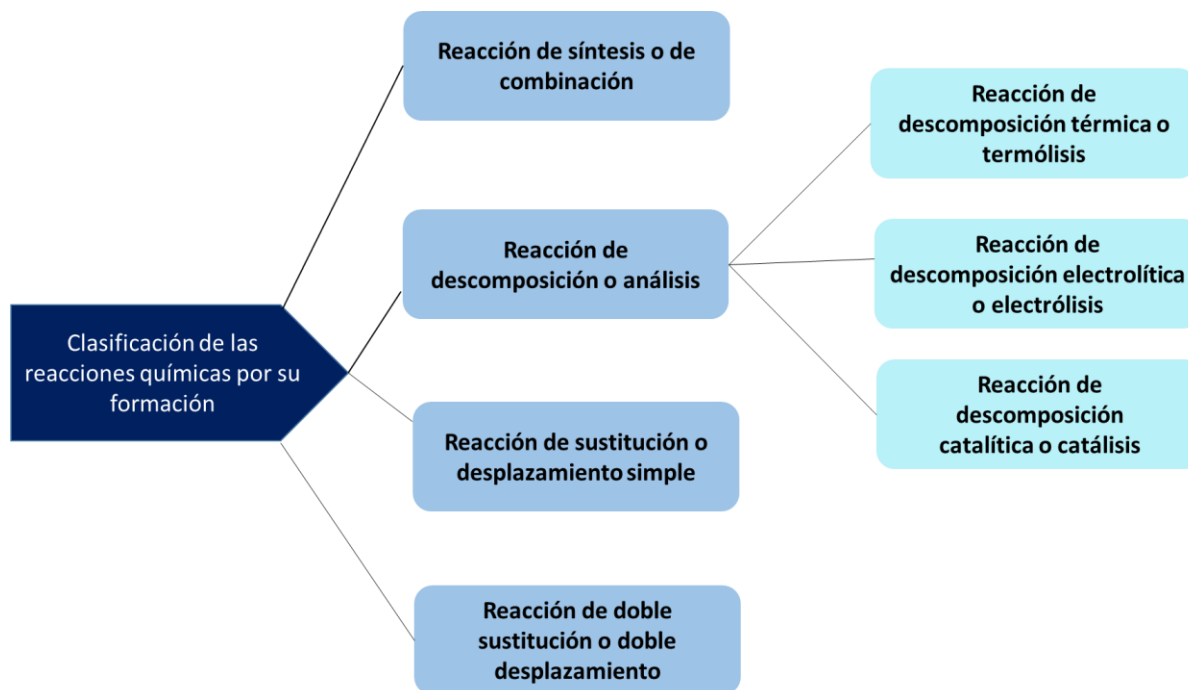 Clasificación de las
reacciones químicas por su
formación
Reacción de síntesis o de
combinación
Reacción de
descomposición o análisis
Reacción de sustitución o
desplazamiento simple
Reacción de doble
sustitución o doble
desplazamiento
Reacción de
descomposición térmica o
termólisis
Reacción de
descomposición electrolítica
o electrólisis
Reacción de
descomposición
catalítica o catálisis